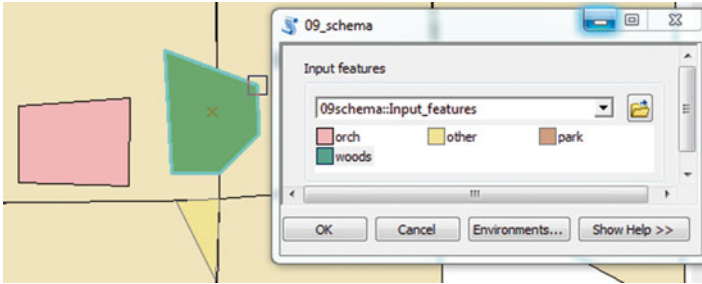 09_schema
Input features
09schema::Input_features
orch other park
woods
OK Cancel Environments... Show Help >>